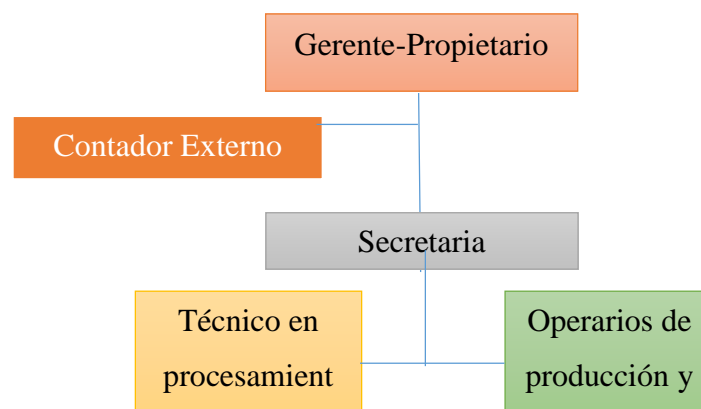 Gerente-Propietario
Contador Externo
Secretaria
Técnico en
procesamient
Operarios de
producción y